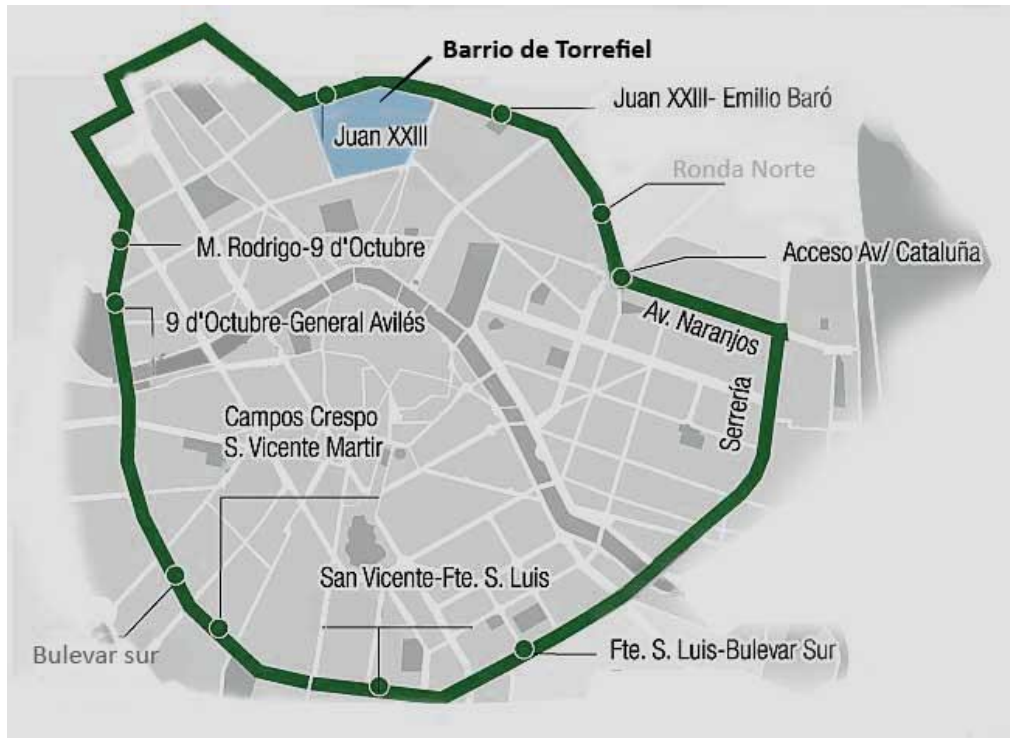 Barrio de Torrefiel
Juan XXIII- Emilio Baró
Juan XXIII
Ronda Norte
M. Rodrigo-9 d'Octubre
Acceso Av/ Cataluña
9 d'Octubre-General Avilés
Av. Naranjos
Serrería
Campos Crespo
S. Vicente Martir
San Vicente-Fte. S. Luis
Bulevar sur
Fte. S. Luis-Bulevar Sur